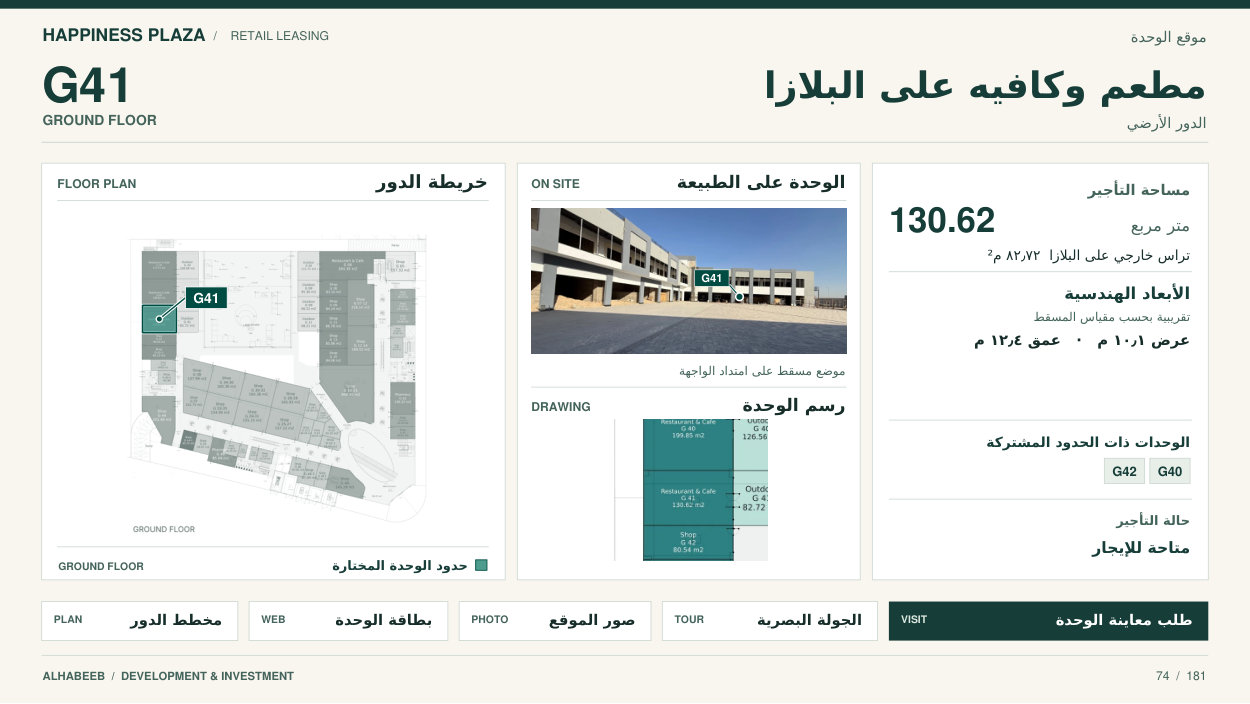 HAPPINESS PLAZA / RETAIL LEASING
موقع الوحدة
G41
مطعم وكافيه على البلازا
GROUND FLOOR
الدور الأرضي
FLOOR PLAN
خريطة الدور
G41
GROUND FLOOR
GROUND FLOOR
حدود الوحدة المختارة
ON SITE
الوحدة على الطبيعة
G41
موضع مسقط على امتداد الواجهة
DRAWING
رسم الوحدة
Restaurant & Cafe
G 40
199.85 m2
G 40
126.56
Restaurant & Cafe
G 41
130.62 m2
82.72
Shop
G 42
80.54 m2
مساحة التأجير
130.62
متر مربع
تراس خارجي على البلازا ٨٢٫٧٢ م²
الأبعاد الهندسية
تقريبية بحسب مقياس المسقط
عرض ١٠٫١ م · عمق ١٢٫٤ م
الوحدات ذات الحدود المشتركة
G40
G42
حالة التأجير
متاحة للإيجار
PLAN
مخطط الدور
WEB
بطاقة الوحدة
PHOTO
صور الموقع
TOUR
الجولة البصرية
VISIT
طلب معاينة الوحدة
ALHABEEB / DEVELOPMENT & INVESTMENT
74 / 181